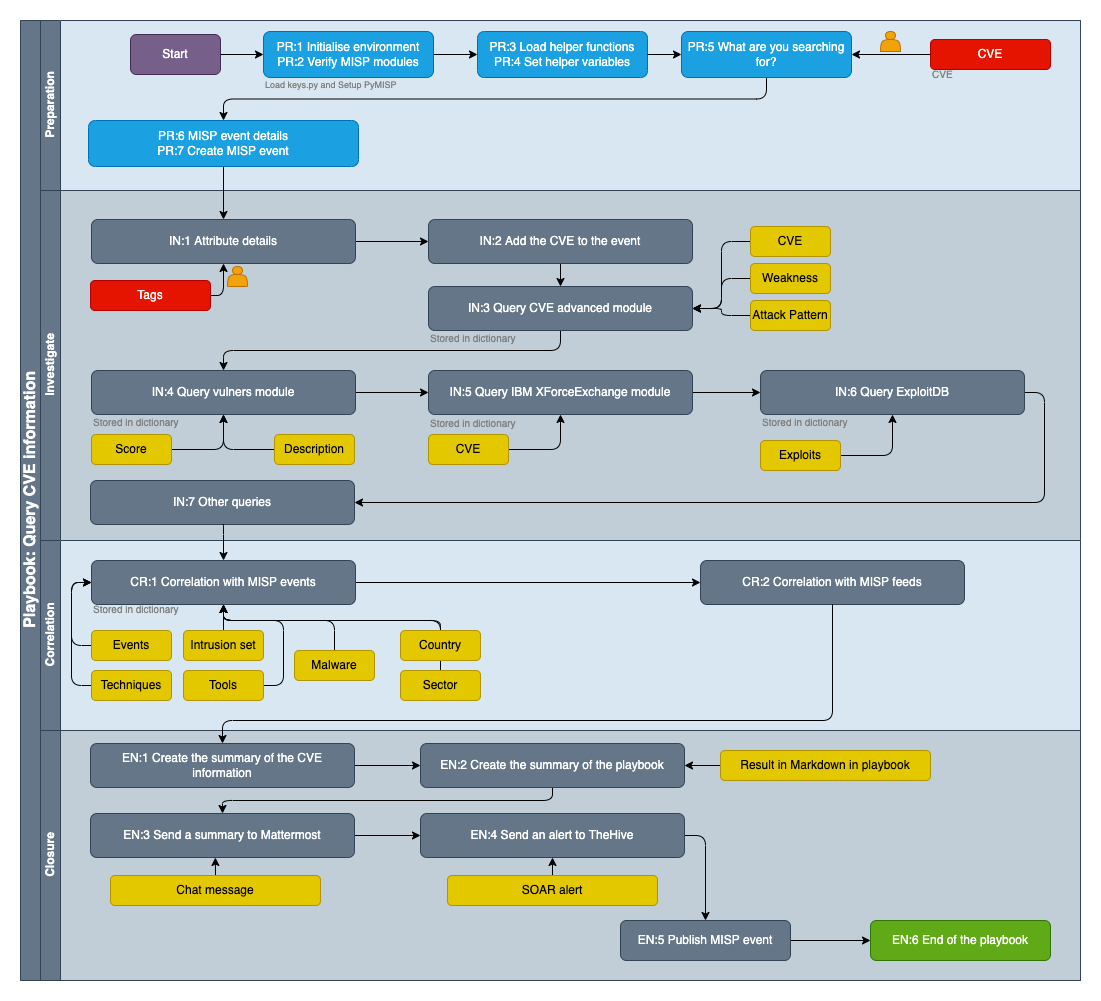 Playbook: Query CVE information
Preparation
Start
PR:1 Initialise environment
PR:2 Verify MISP modules
Load keys.py and Setup PyMISP
PR:3 Load helper functions
PR:4 Set helper variables
PR:5 What are you searching
for?
CVE
CVE
PR:6 MISP event details
PR:7 Create MISP event
Investigate
IN:1 Attribute details
Tags
IN:2 Add the CVE to the event
IN:3 Query CVE advanced module
Stored in dictionary
CVE
Weakness
Attack Pattern
IN:4 Query vulners module
Stored in dictionary
Score
Description
IN:5 Query IBM XForceExchange module
Stored in dictionary
CVE
IN:6 Query ExploitDB
Stored in dictionary
Exploits
IN:7 Other queries
Correlation
CR:1 Correlation with MISP events
Stored in dictionary
CR:2 Correlation with MISP feeds
Events
Intrusion set
Malware
Country
Techniques
Tools
Sector
Closure
EN:1 Create the summary of the CVE
information
EN:2 Create the summary of the playbook
Result in Markdown in playbook
EN:3 Send a summary to Mattermost
Chat message
EN:4 Send an alert to TheHive
SOAR alert
EN:5 Publish MISP event
EN:6 End of the playbook